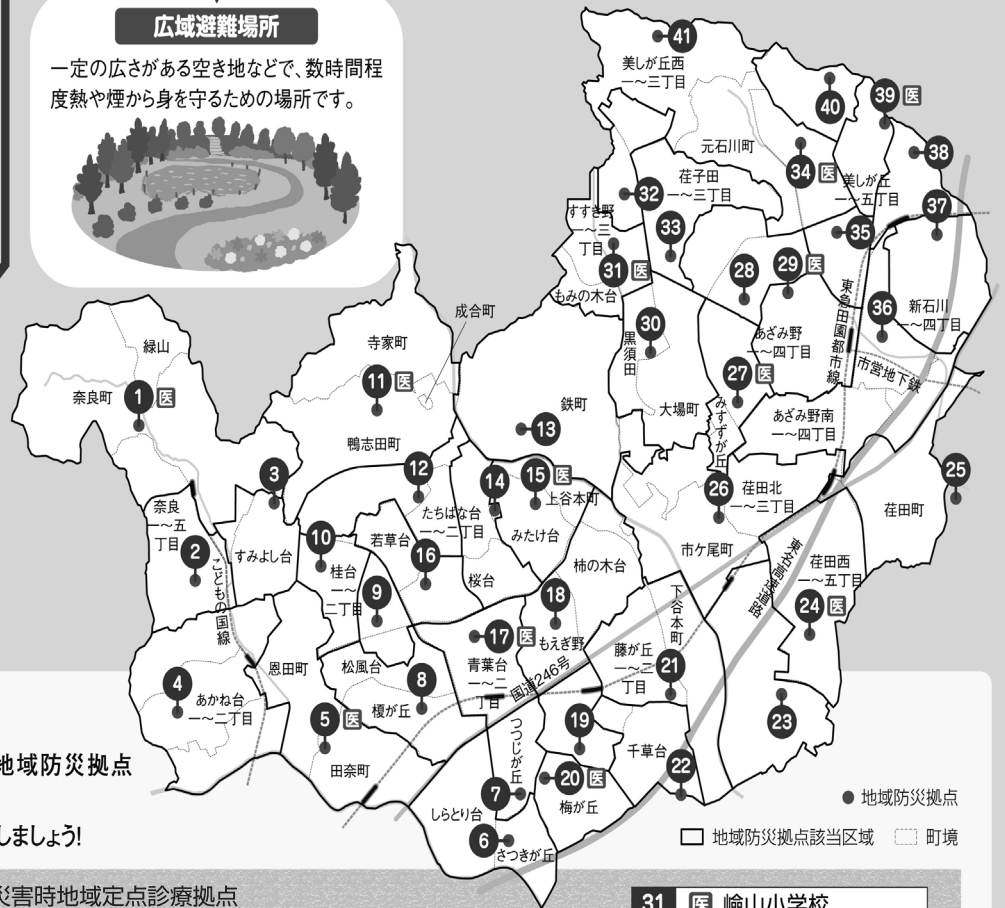 広域避難場所
一定の広さがある空き地などで、数時間程
度熱や煙から身を守るための場所です。
41
美しが丘西
一〜三丁目
40
39 医
元石川町
38
34 医
美しが丘
一〜五丁目
荏子田
一〜三丁目
32
37
すすき野
一〜三
丁目
33
35
31 医
28
29 医
もみの木台
東急田園都市線
36
新石川
一〜四丁目
成合町
緑山
寺家町
30
黒須田
あざみ野
一〜四丁目
市営地下鉄
奈良町
1 医
11 医
27 医
鉄町
大場町
みすずが丘
あざみ野南
一〜四丁目
13
鴨志田町
3
12
14
15 医
上谷本町
25
26
荏田北
一〜三丁目
荏田町
奈良
一〜五
丁目
たちばな台
一〜二丁目
みたけ台
2
すみよし台
10
若草台
16
市ケ尾町
東名高速道路
荏田西
一〜五丁目
こどもの国線
桂台
一〜
二丁目
9
桜台
柿の木台
18
下谷本町
24 医
17 医
もえぎ野
恩田町
松風台
青葉台
一〜二
丁目
国道246号
藤が丘
一〜二
丁目
21
4
あかね台
一〜二丁目
8
榎が丘
5 医
19
23
つつじが丘
千草台
田奈町
22
20 医
7
梅が丘
しらとり台
6
さつきが丘
地域防災拠点
地域防災拠点
地域防災拠点該当区域
町境
しましょう!
災害時地域定点診療拠点
31 医 嶮山小学校